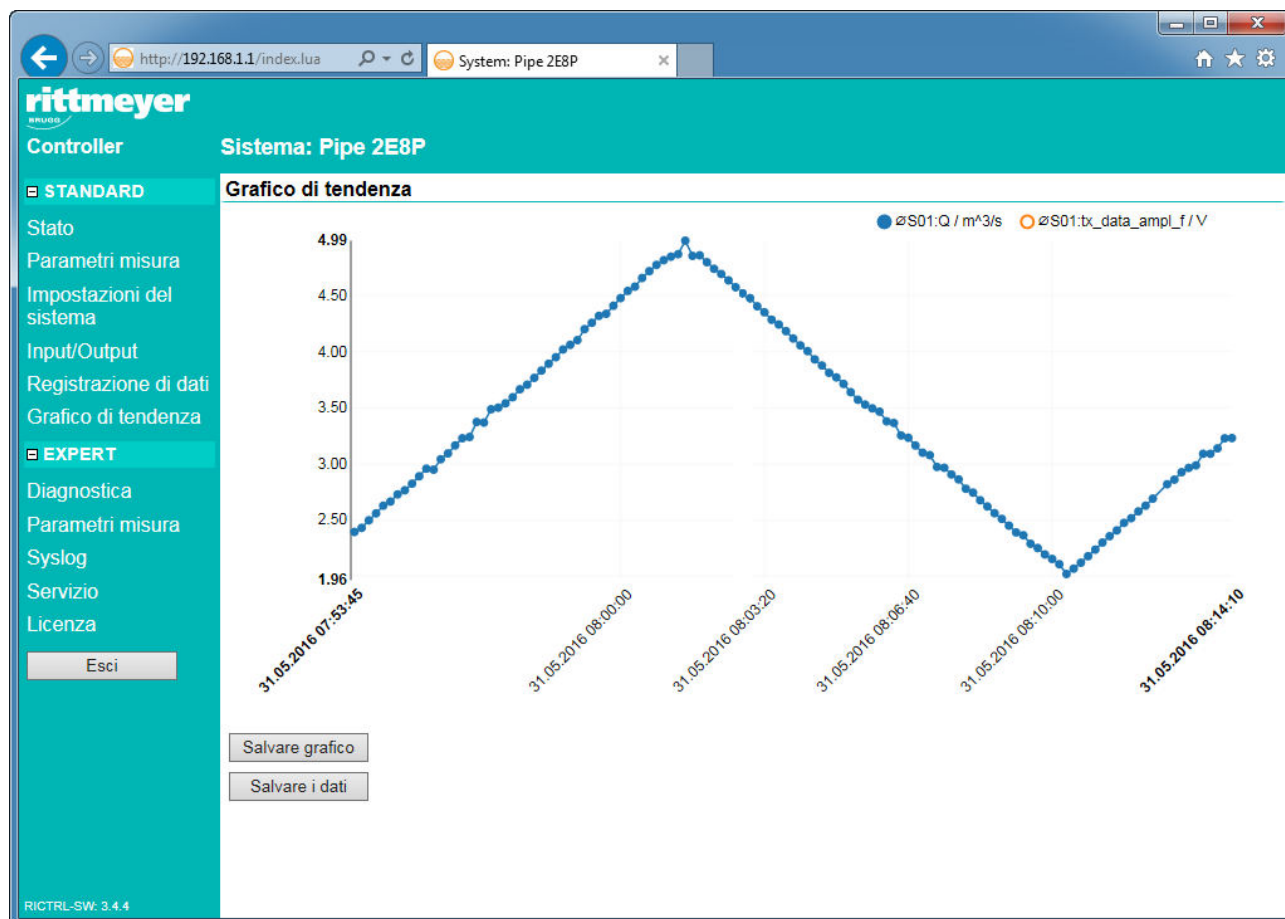 http://192.168.1.1/index.lua
System: Pipe 2E8P
rittmeyer
BRUGG
Controller
Sistema: Pipe 2E8P
STANDARD
Stato
Parametri misura
Impostazioni del
sistema
Input/Output
Registrazione di dati
Grafico di tendenza
EXPERT
Diagnostica
Parametri misura
Syslog
Servizio
Licenza
Esci
RICTRL-SW: 3.4.4
Grafico di tendenza
⌀S01:Q / m^3/s ⌀S01:tx_data_ampl_f / V
4.99
4.50
4.00
3.50
3.00
2.50
1.96
31.05.2016 07:53:45
31.05.2016 08:00:00
31.05.2016 08:03:20
31.05.2016 08:06:40
31.05.2016 08:10:00
31.05.2016 08:14:10
Salvare grafico
Salvare i dati